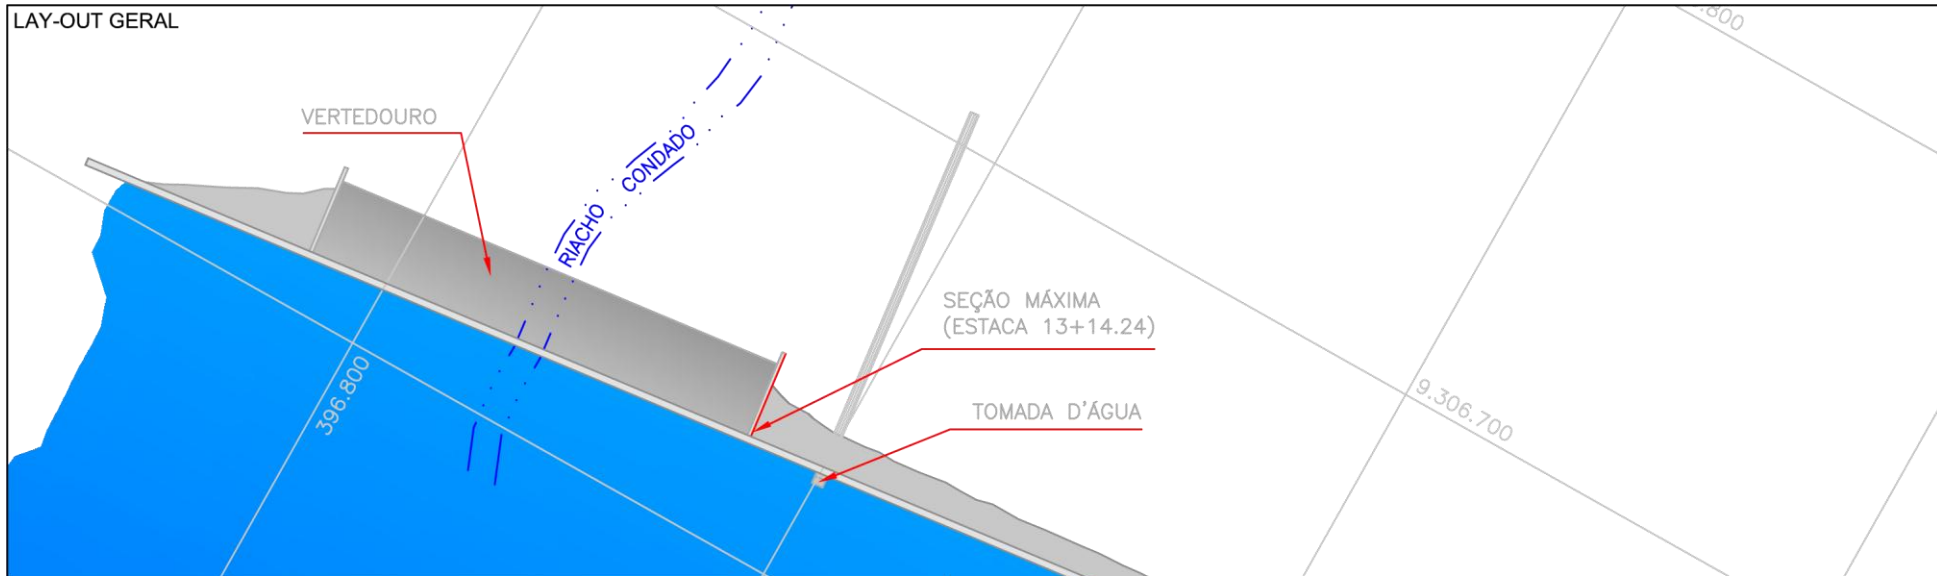 LAY-OUT GERAL
VERTEDOURO
RIACHO CONDADO
SEÇÃO MÁXIMA
(ESTACA 13+14.24)
TOMADA D'ÁGUA
396.800
9.306.700
.800